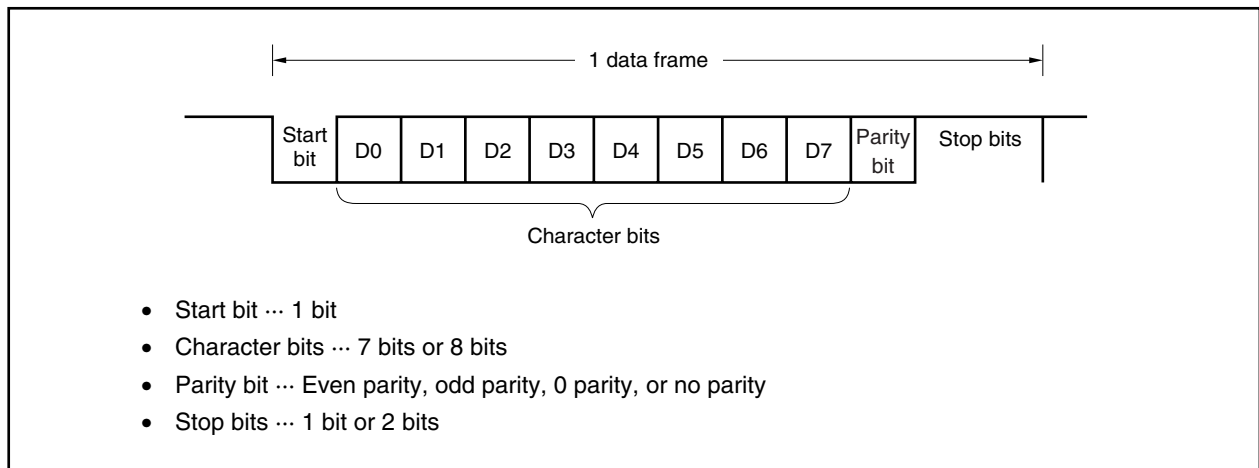 1 data frame
Start bit
D0
D1
D2
D3
D4
D5
D6
D7
Parity bit
Stop bits
Character bits
• Start bit ··· 1 bit
• Character bits ··· 7 bits or 8 bits
• Parity bit ··· Even parity, odd parity, 0 parity, or no parity
• Stop bits ··· 1 bit or 2 bits